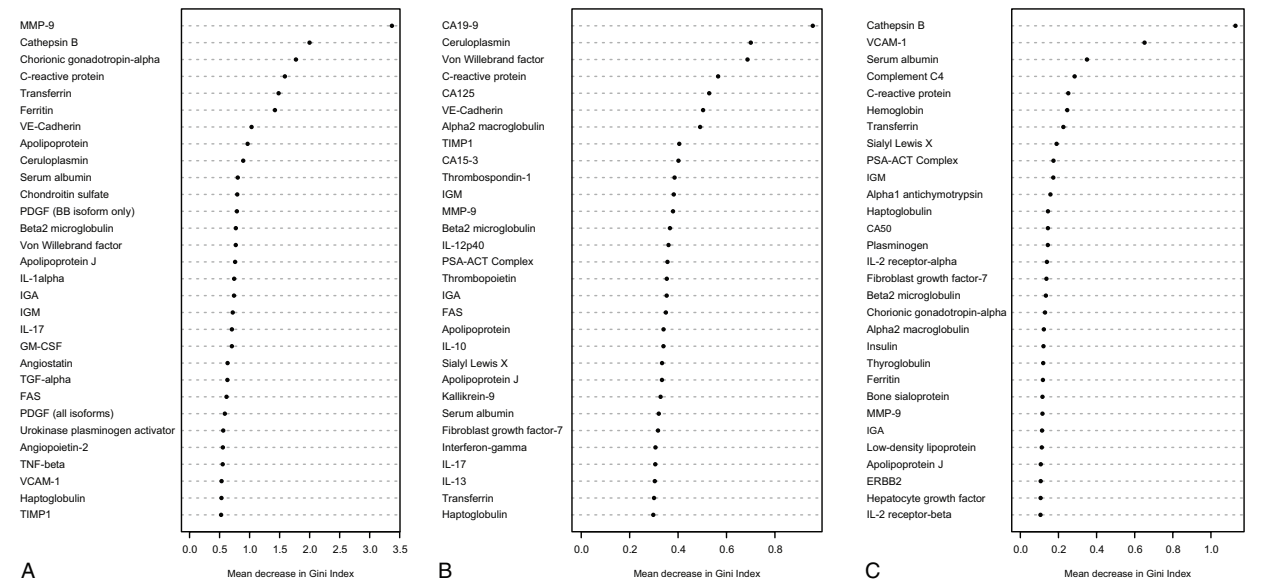 MMP-9
Cathepsin B
Chorionic gonadotropin-alpha
C-reactive protein
Transferrin
Ferritin
VE-Cadherin
Apolipoprotein
Ceruloplasmin
Serum albumin
Chondroitin sulfate
PDGF (BB isoform only)
Beta2 microglobulin
Von Willebrand factor
Apolipoprotein J
IL-1alpha
IGA
IGM
IL-17
GM-CSF
Angiostatin
TGF-alpha
FAS
PDGF (all isoforms)
Urokinase plasminogen activator
Angiopoietin-2
TNF-beta
VCAM-1
Haptoglobulin
TIMP1
0.0 0.5 1.0 1.5 2.0 2.5 3.0 3.5
A
Mean decrease in Gini Index
CA19-9
Ceruloplasmin
Von Willebrand factor
C-reactive protein
CA125
VE-Cadherin
Alpha2 macroglobulin
TIMP1
CA15-3
Thrombospondin-1
IGM
MMP-9
Beta2 microglobulin
IL-12p40
PSA-ACT Complex
Thrombopoietin
IGA
FAS
Apolipoprotein
IL-10
Sialyl Lewis X
Apolipoprotein J
Kallikrein-9
Serum albumin
Fibroblast growth factor-7
Interferon-gamma
IL-17
IL-13
Transferrin
Haptoglobulin
0.0 0.2 0.4 0.6 0.8
B
Mean decrease in Gini Index
Cathepsin B
VCAM-1
Serum albumin
Complement C4
C-reactive protein
Hemoglobin
Transferrin
Sialyl Lewis X
PSA-ACT Complex
IGM
Alpha1 antichymotrypsin
Haptoglobulin
CA50
Plasminogen
IL-2 receptor-alpha
Fibroblast growth factor-7
Beta2 microglobulin
Chorionic gonadotropin-alpha
Alpha2 macroglobulin
Insulin
Thyroglobulin
Ferritin
Bone sialoprotein
MMP-9
IGA
Low-density lipoprotein
Apolipoprotein J
ERBB2
Hepatocyte growth factor
IL-2 receptor-beta
0.0 0.2 0.4 0.6 0.8 1.0
C
Mean decrease in Gini Index